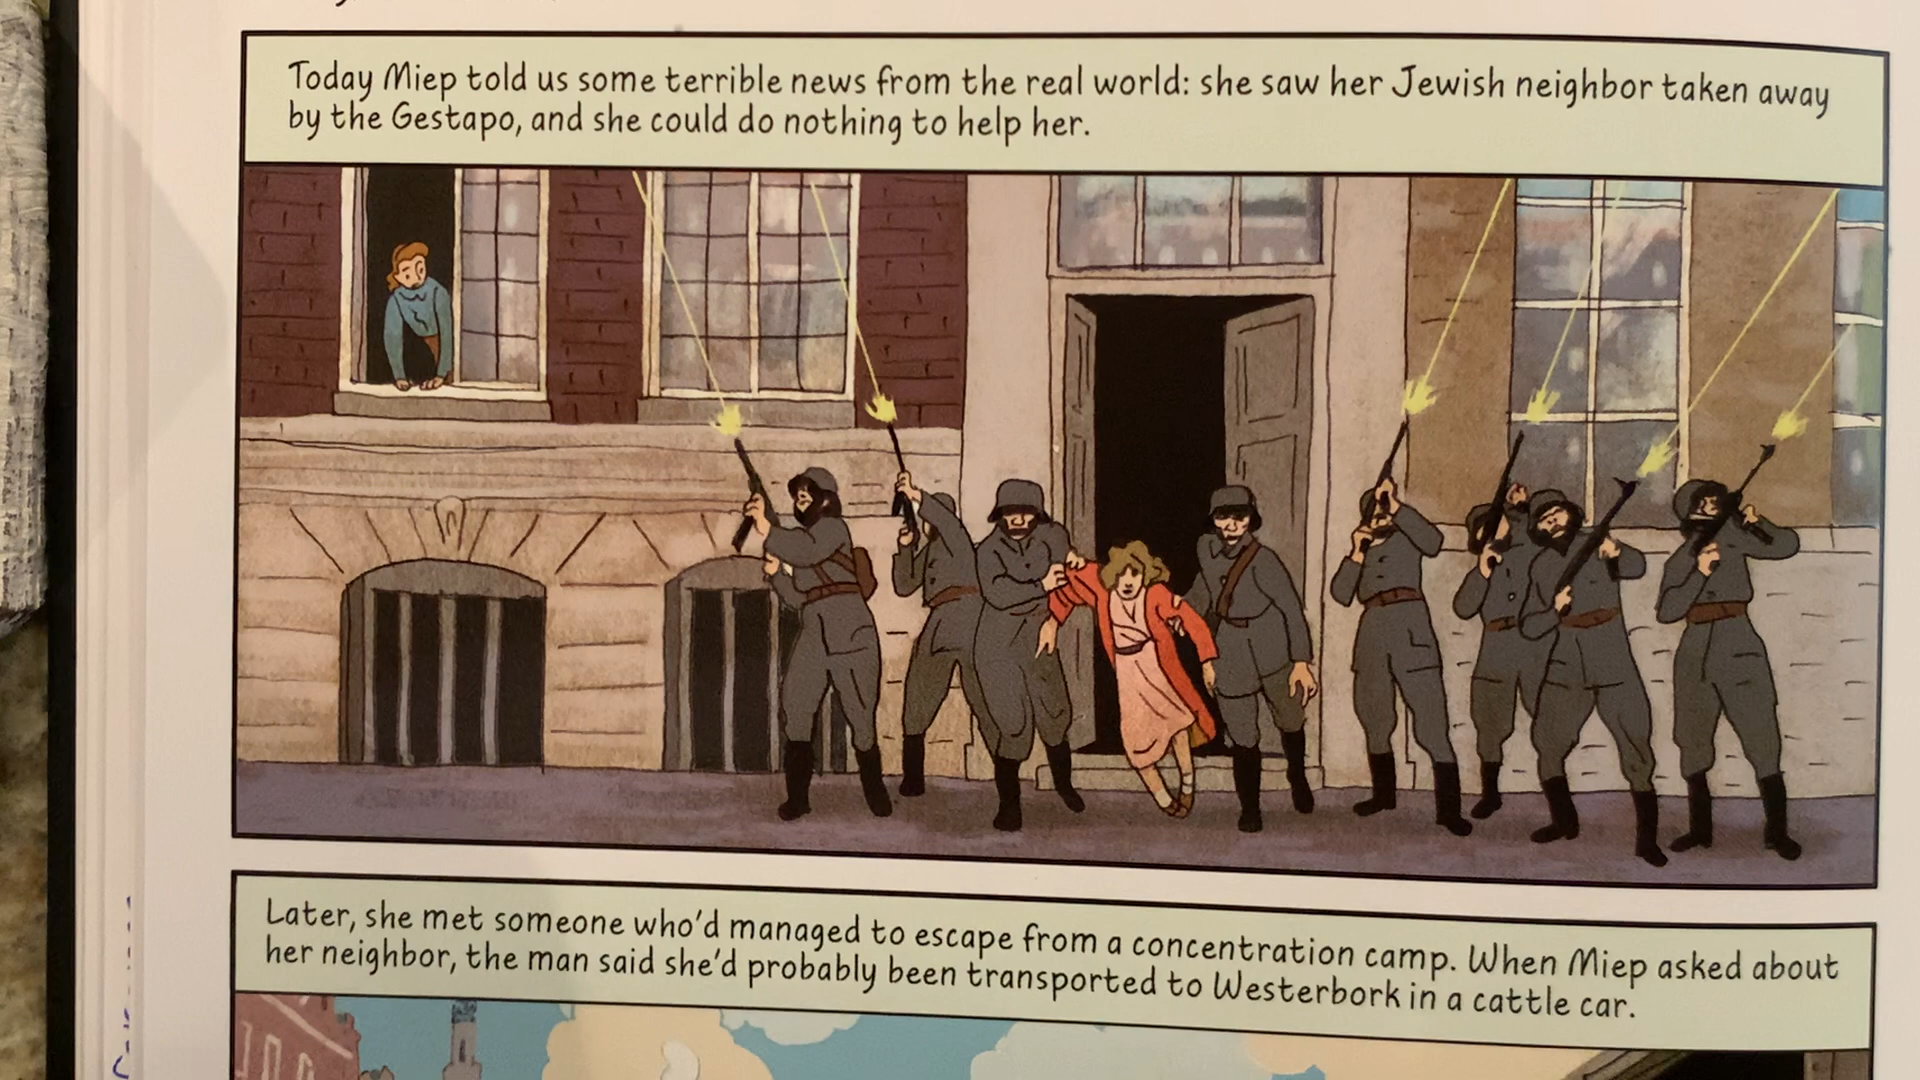 Today Miep told us some terrible news from the real world: she saw her Jewish neighbor taken away
by the Gestapo, and she could do nothing to help her.
Later, she met someone who'd managed to escape from a concentration camp. When Miep asked about
her neighbor, the man said she'd probably been transported to Westerbork in a cattle car.